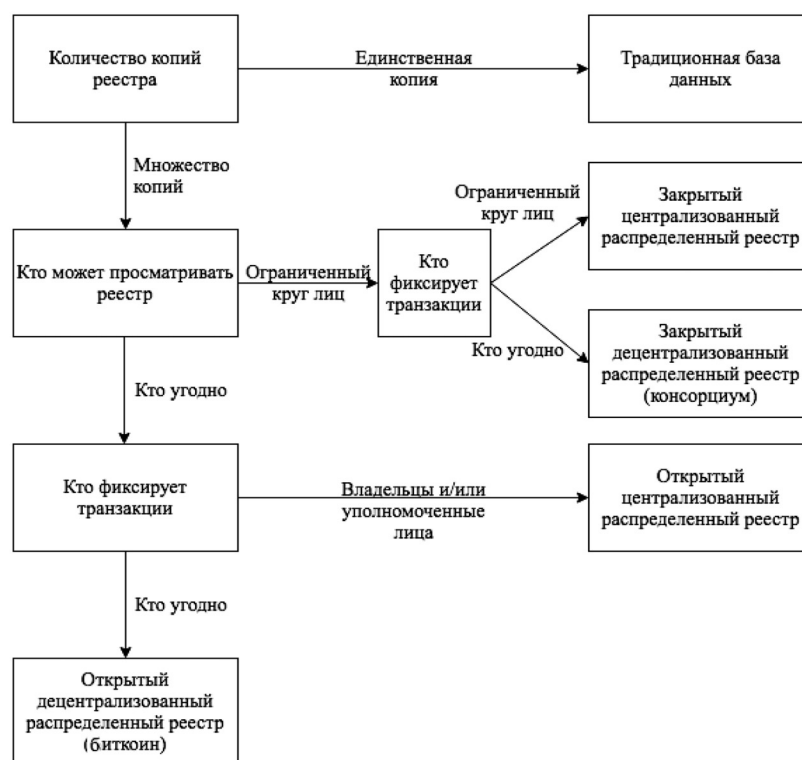 Количество копий
реестра
Единственная
копия
Традиционная база
данных
Множество
копий
Кто может просматривать
реестр
Ограниченный
круг лиц
Кто
фиксирует
транзакции
Ограниченный
круг лиц
Закрытый
централизованный
распределенный реестр
Кто угодно
Закрытый
децентрализованный
распределенный реестр
(консорциум)
Кто угодно
Кто фиксирует
транзакции
Владельцы и/или
уполномоченные
лица
Открытый
централизованный
распределенный реестр
Кто угодно
Открытый
децентрализованный
распределенный реестр
(биткоин)